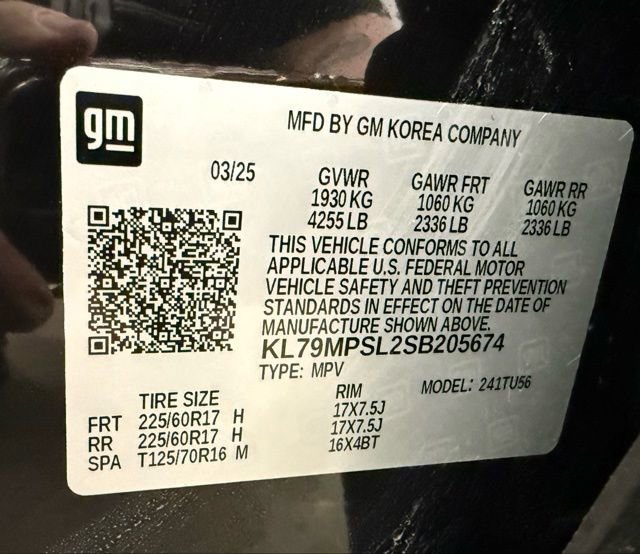 gm
MFD BY GM KOREA COMPANY
03/25
GVWR GAWR FRT GAWR RR
1930 KG 1060 KG 1060 KG
4255 LB 2336 LB 2336 LB
THIS VEHICLE CONFORMS TO ALL
APPLICABLE U.S. FEDERAL MOTOR
VEHICLE SAFETY AND THEFT PREVENTION
STANDARDS IN EFFECT ON THE DATE OF
MANUFACTURE SHOWN ABOVE.
KL79MPSL2SB205674
TYPE: MPV MODEL: 241TU56
TIRE SIZE RIM
FRT 225/60R17 H 17X7.5J
RR 225/60R17 H 17X7.5J
SPA T125/70R16 M 16X4BT